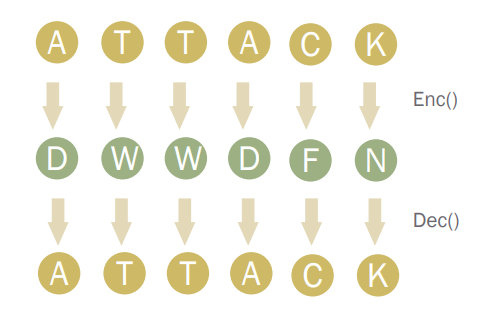 A T T A C K
Enc()
D W W D F N
Dec()
A T T A C K